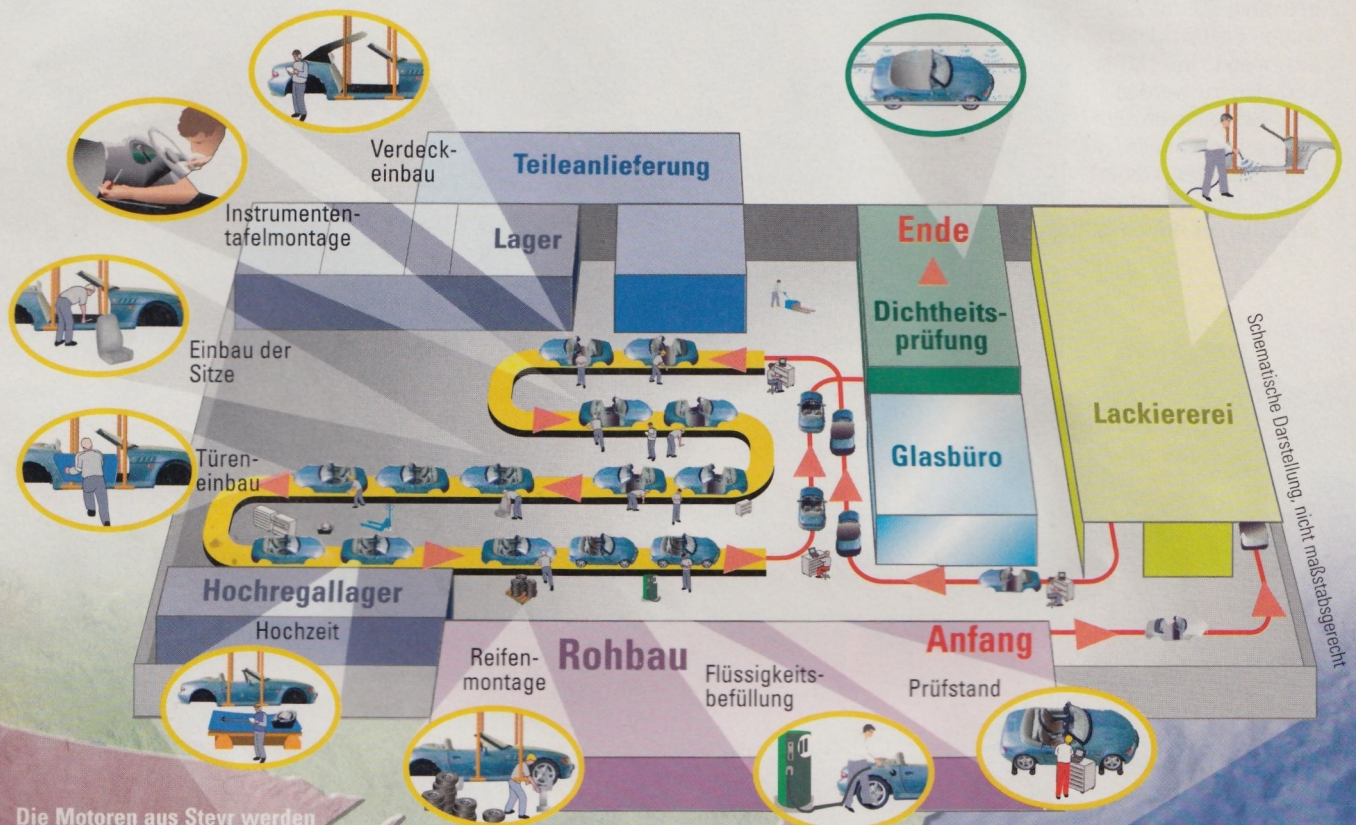 Verdeck-
einbau
Teileanlieferung
Instrumenten-
tafelmontage
Lager
Ende
Dichtheits-
prüfung
Einbau der
Sitze
Lackiererei
Glasbüro
Türen-
einbau
Schematische Darstellung, nicht maßstabsgerecht
Hochregallager
Hochzeit
Anfang
Rohbau
Reifen-
montage
Flüssigkeits-
befüllung
Prüfstand
Die Motoren aus Steyr werden